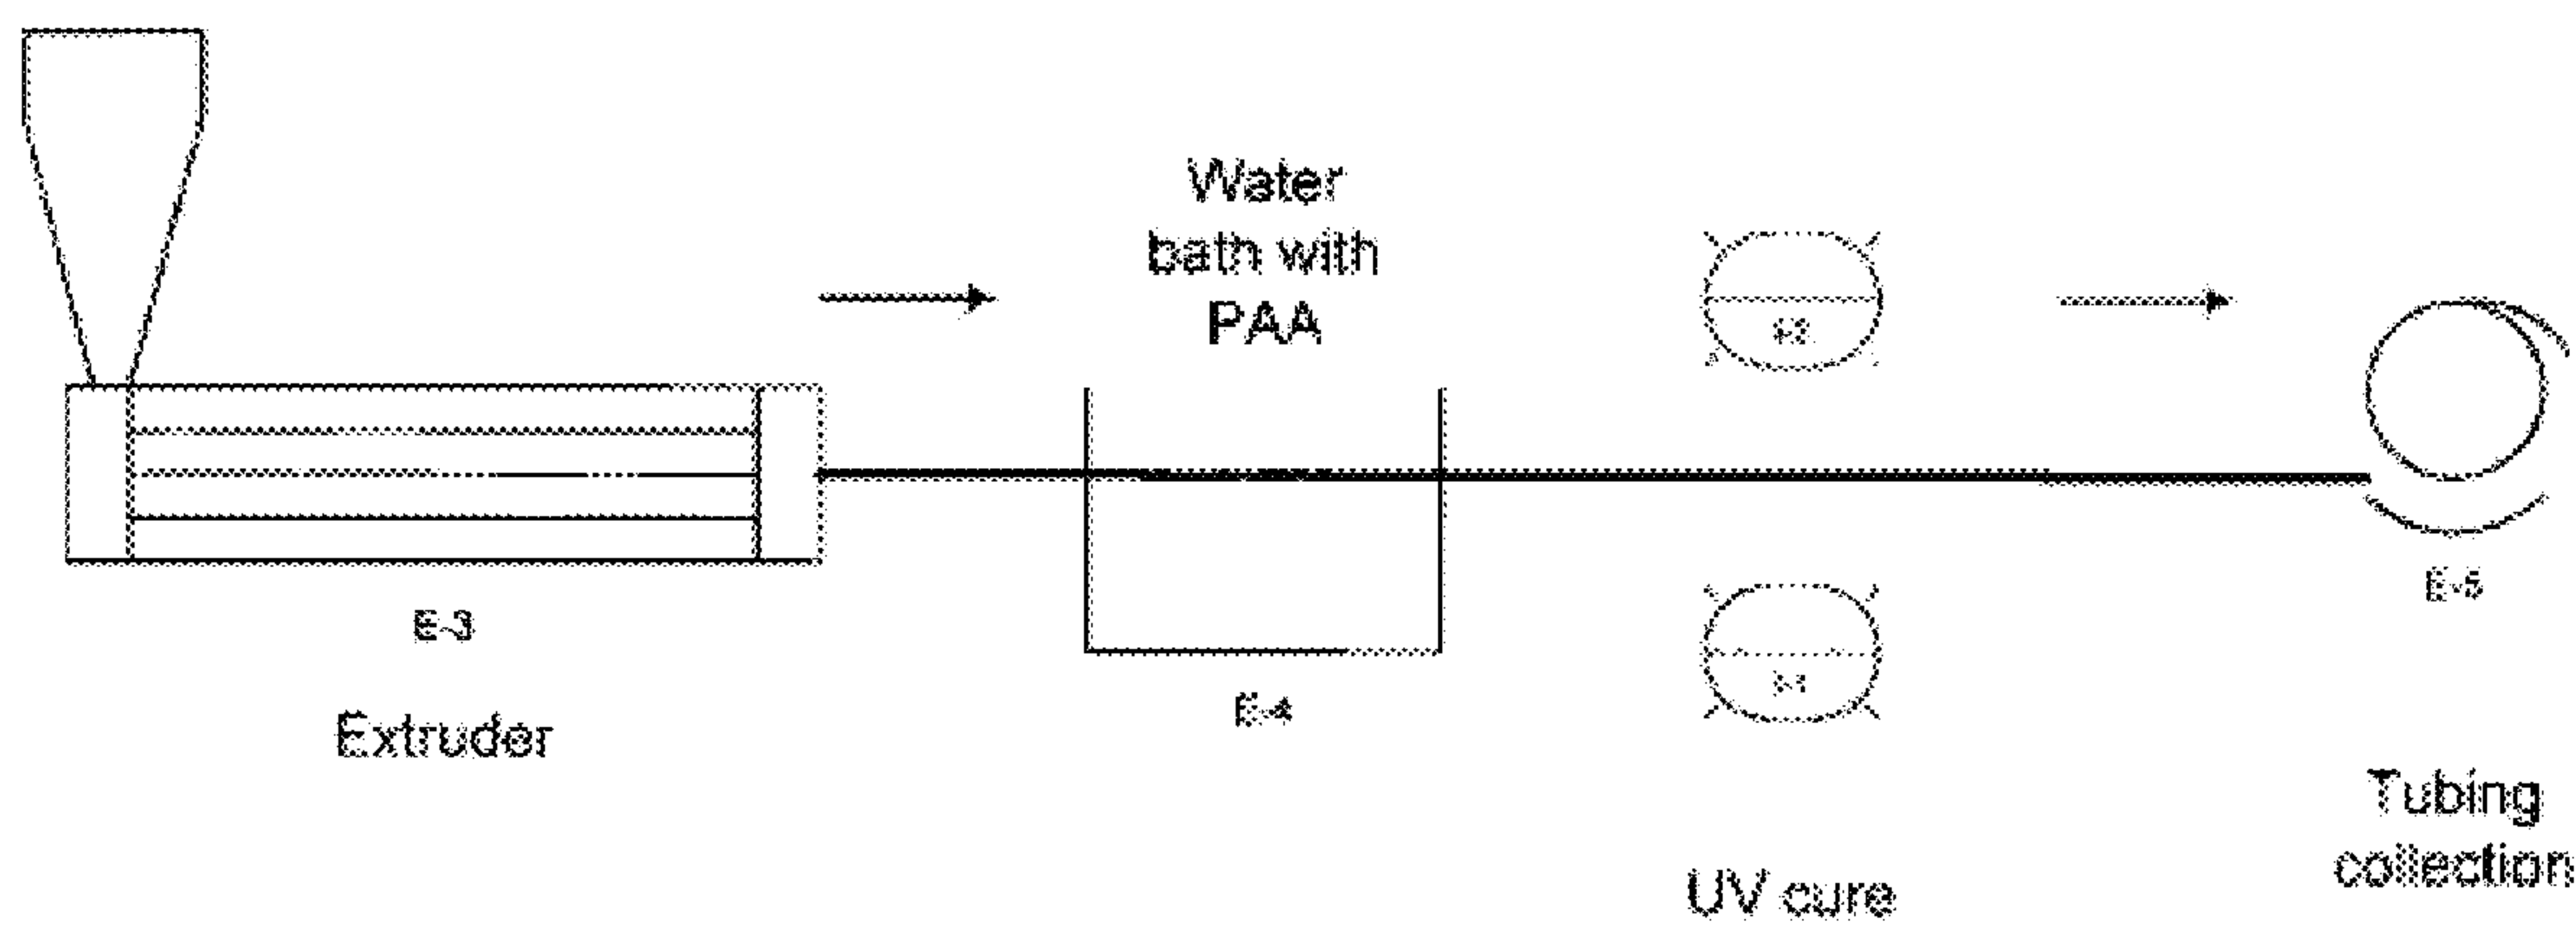 Water
bath with
PAA
E-3
Extruder
E-4
UV cure
E-5
Tubing
collection